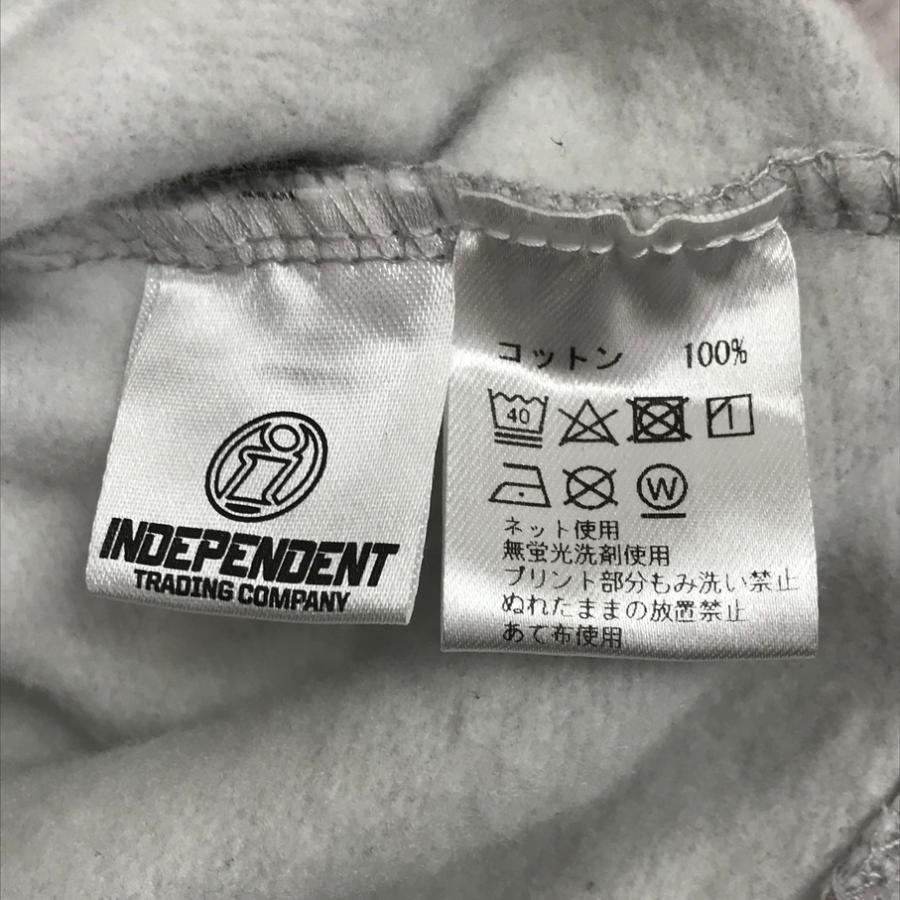 INDEPENDENT
TRADING COMPANY
コットン 100%
40
W
ネット使用
無蛍光洗剤使用
プリント部分もみ洗い禁止
ぬれたままの放置禁止
あて布使用